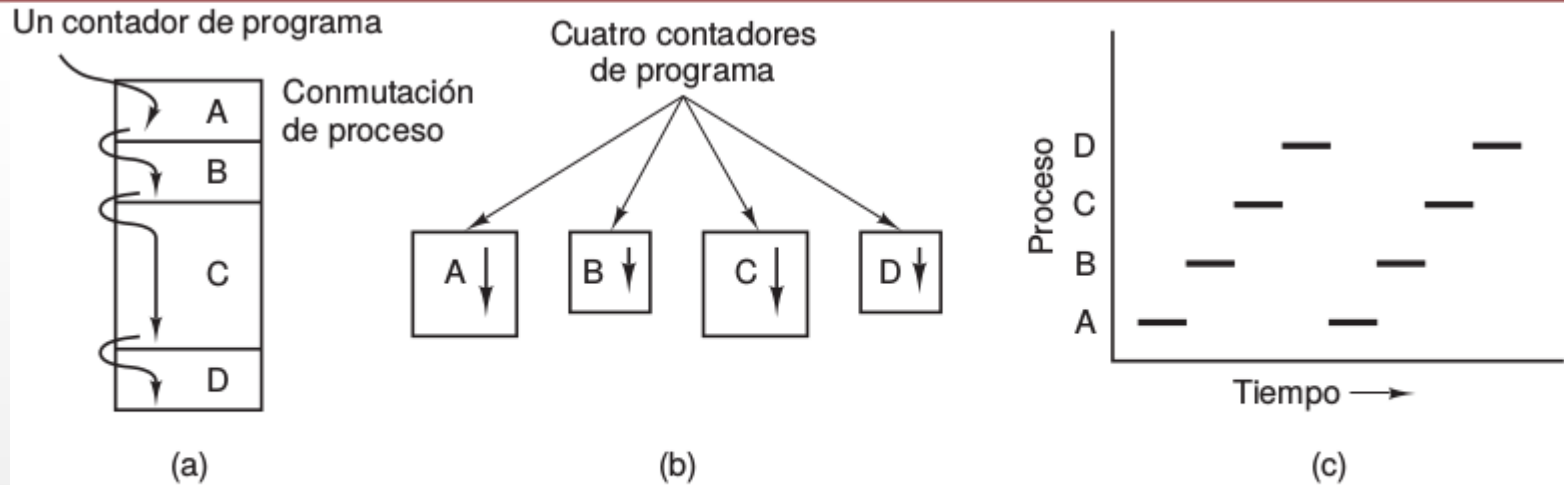 Un contador de programa
A
B
C
D
Conmutación
de proceso
(a)
Cuatro contadores
de programa
A
B
C
D
(b)
Proceso
D
C
B
A
Tiempo
(c)